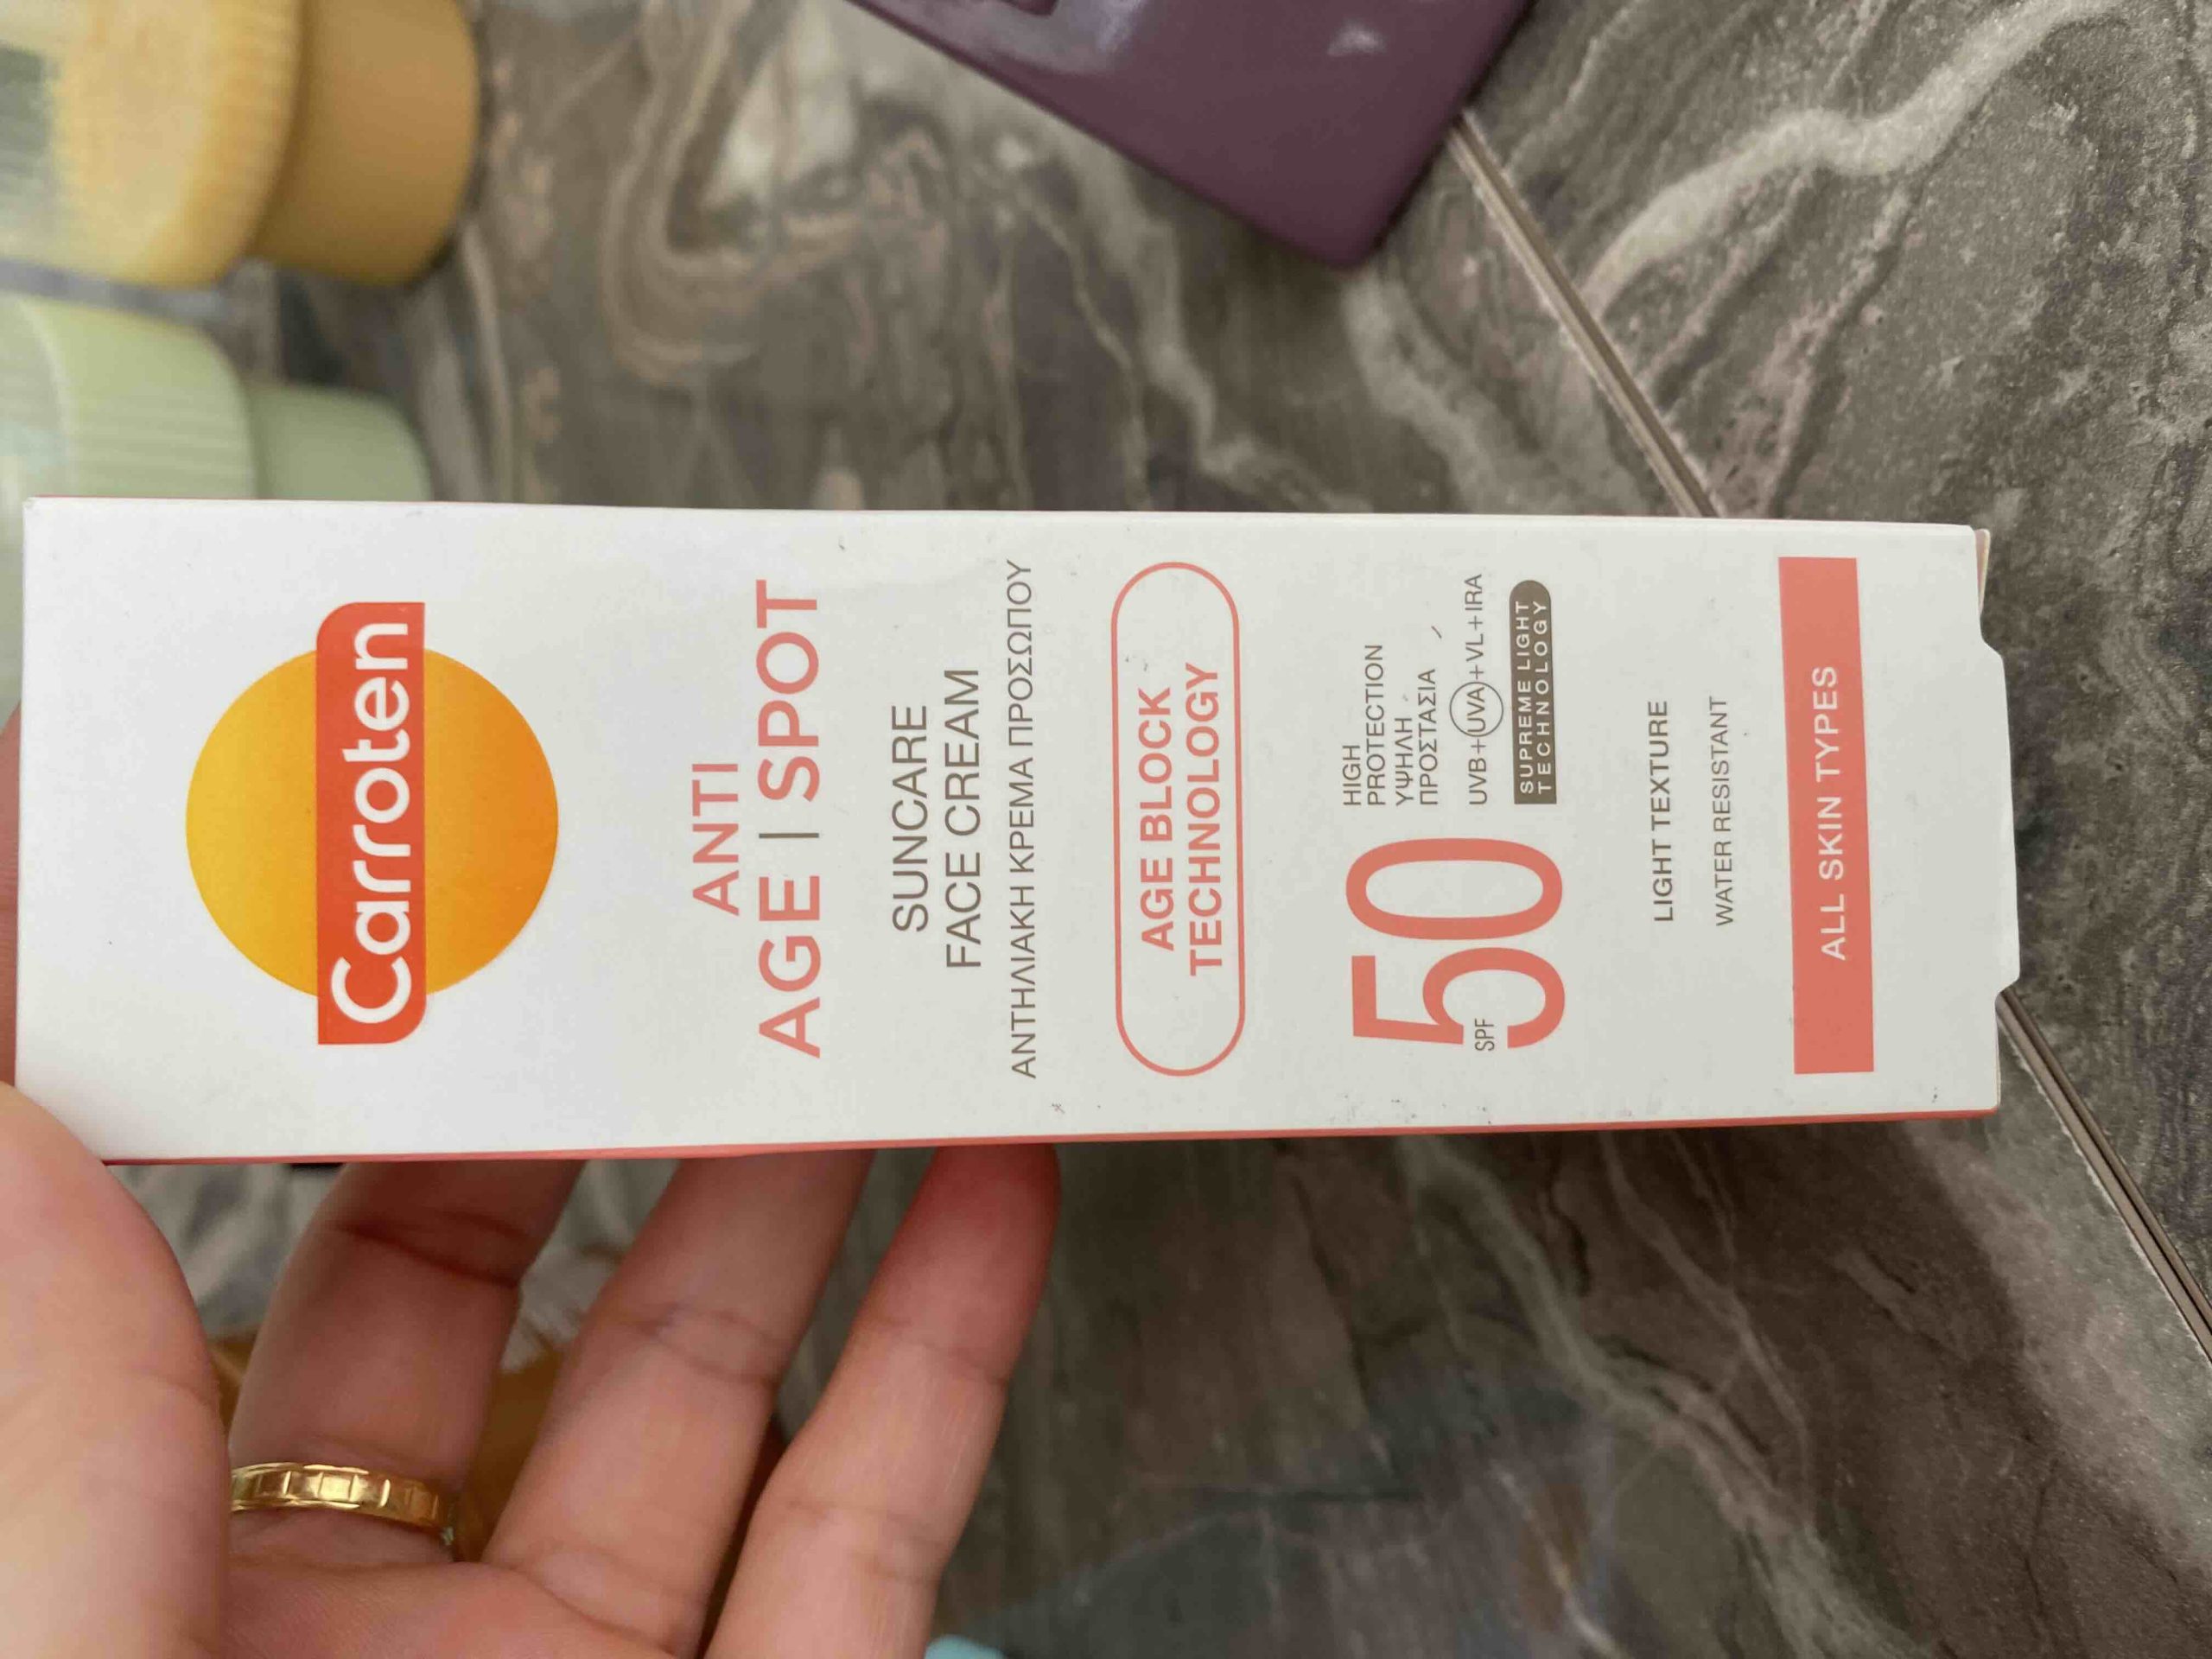 Carroten
ANTI
AGE | SPOT
SUNCARE
FACE CREAM
ΑΝΤΗΛΙΑΚΗ ΚΡΕΜΑ ΠΡΟΣΩΠΟΥ
AGE BLOCK
TECHNOLOGY
SPF 50
HIGH
PROTECTION
ΥΨΗΛΗ
ΠΡΟΣΤΑΣΙΑ
UVB+UVA+VL+IRA
SUPREME LIGHT
TECHNOLOGY
LIGHT TEXTURE
WATER RESISTANT
ALL SKIN TYPES